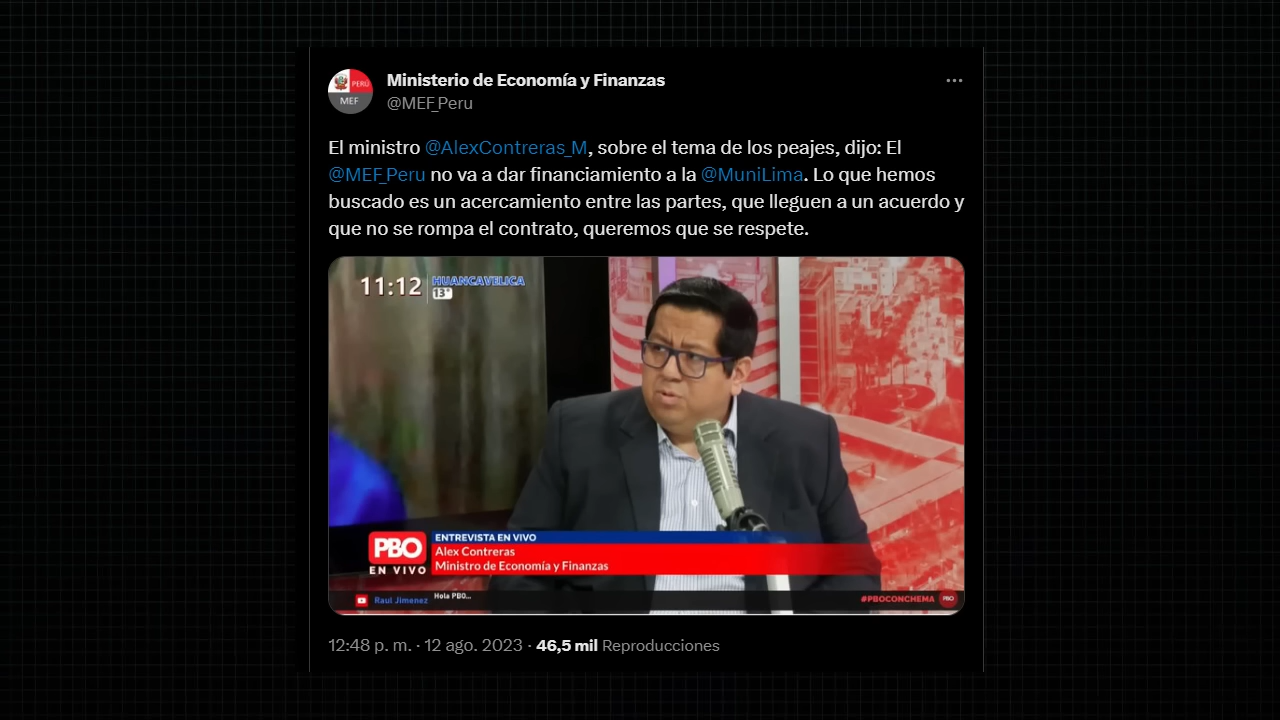 PERÚ
MEF
Ministerio de Economía y Finanzas
@MEF_Peru
El ministro @AlexContreras_M, sobre el tema de los peajes, dijo: El
@MEF_Peru no va a dar financiamiento a la @MuniLima. Lo que hemos
buscado es un acercamiento entre las partes, que lleguen a un acuerdo y
que no se rompa el contrato, queremos que se respete.
11:12
HUANCAVELICA
13°
PBO
EN VIVO
ENTREVISTA EN VIVO
Alex Contreras
Ministro de Economía y Finanzas
Raul Jimenez
Hola PBO...
#PBOCONCHEMA
PBO
12:48 p. m. · 12 ago. 2023 · 46,5 mil Reproducciones